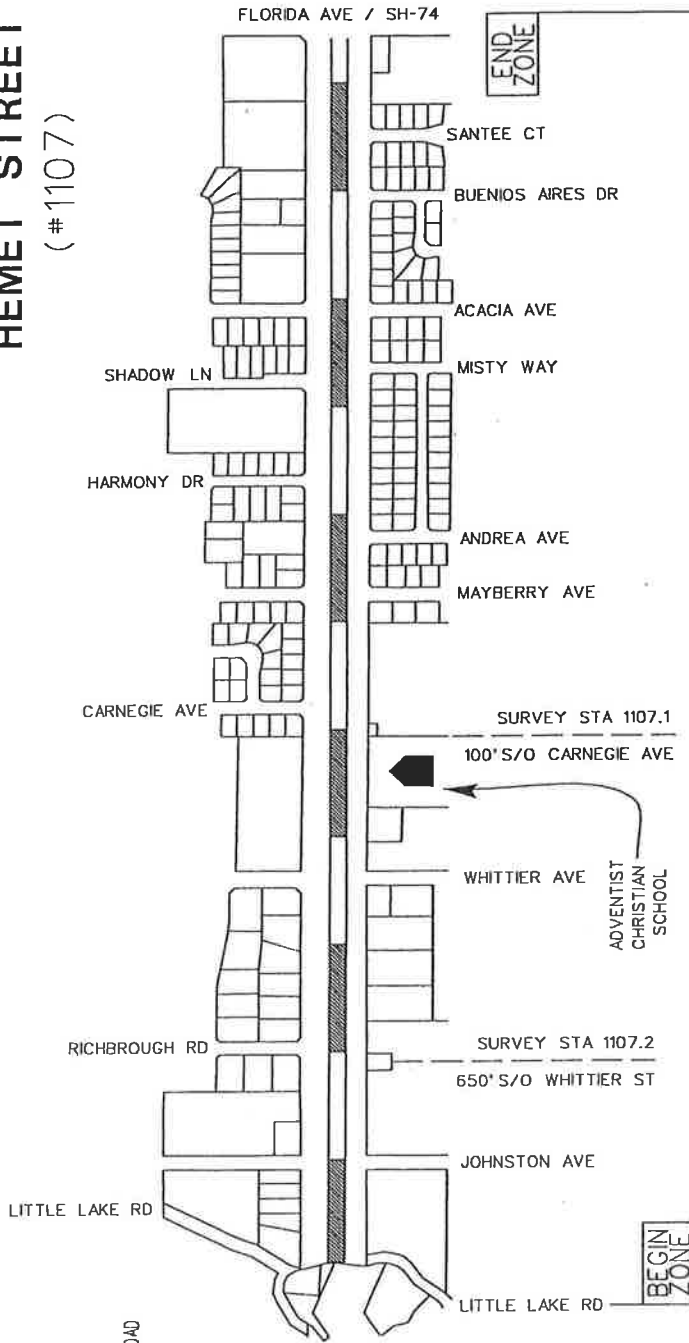 FLORIDA AVE / SH-74
HEMET STREET
(#1107)
END
ZONE
SANTEE CT
BUENIOS AIRES DR
ACACIA AVE
SHADOW LN
MISTY WAY
HARMONY DR
ANDREA AVE
MAYBERRY AVE
CARNEGIE AVE
SURVEY STA 1107.1
100' S/O CARNEGIE AVE
WHITTIER AVE
ADVENTIST
CHRISTIAN
SCHOOL
RICHBROUGH RD
SURVEY STA 1107.2
650' S/O WHITTIER ST
JOHNSTON AVE
LITTLE LAKE RD
BEGIN
ZONE
LITTLE LAKE RD